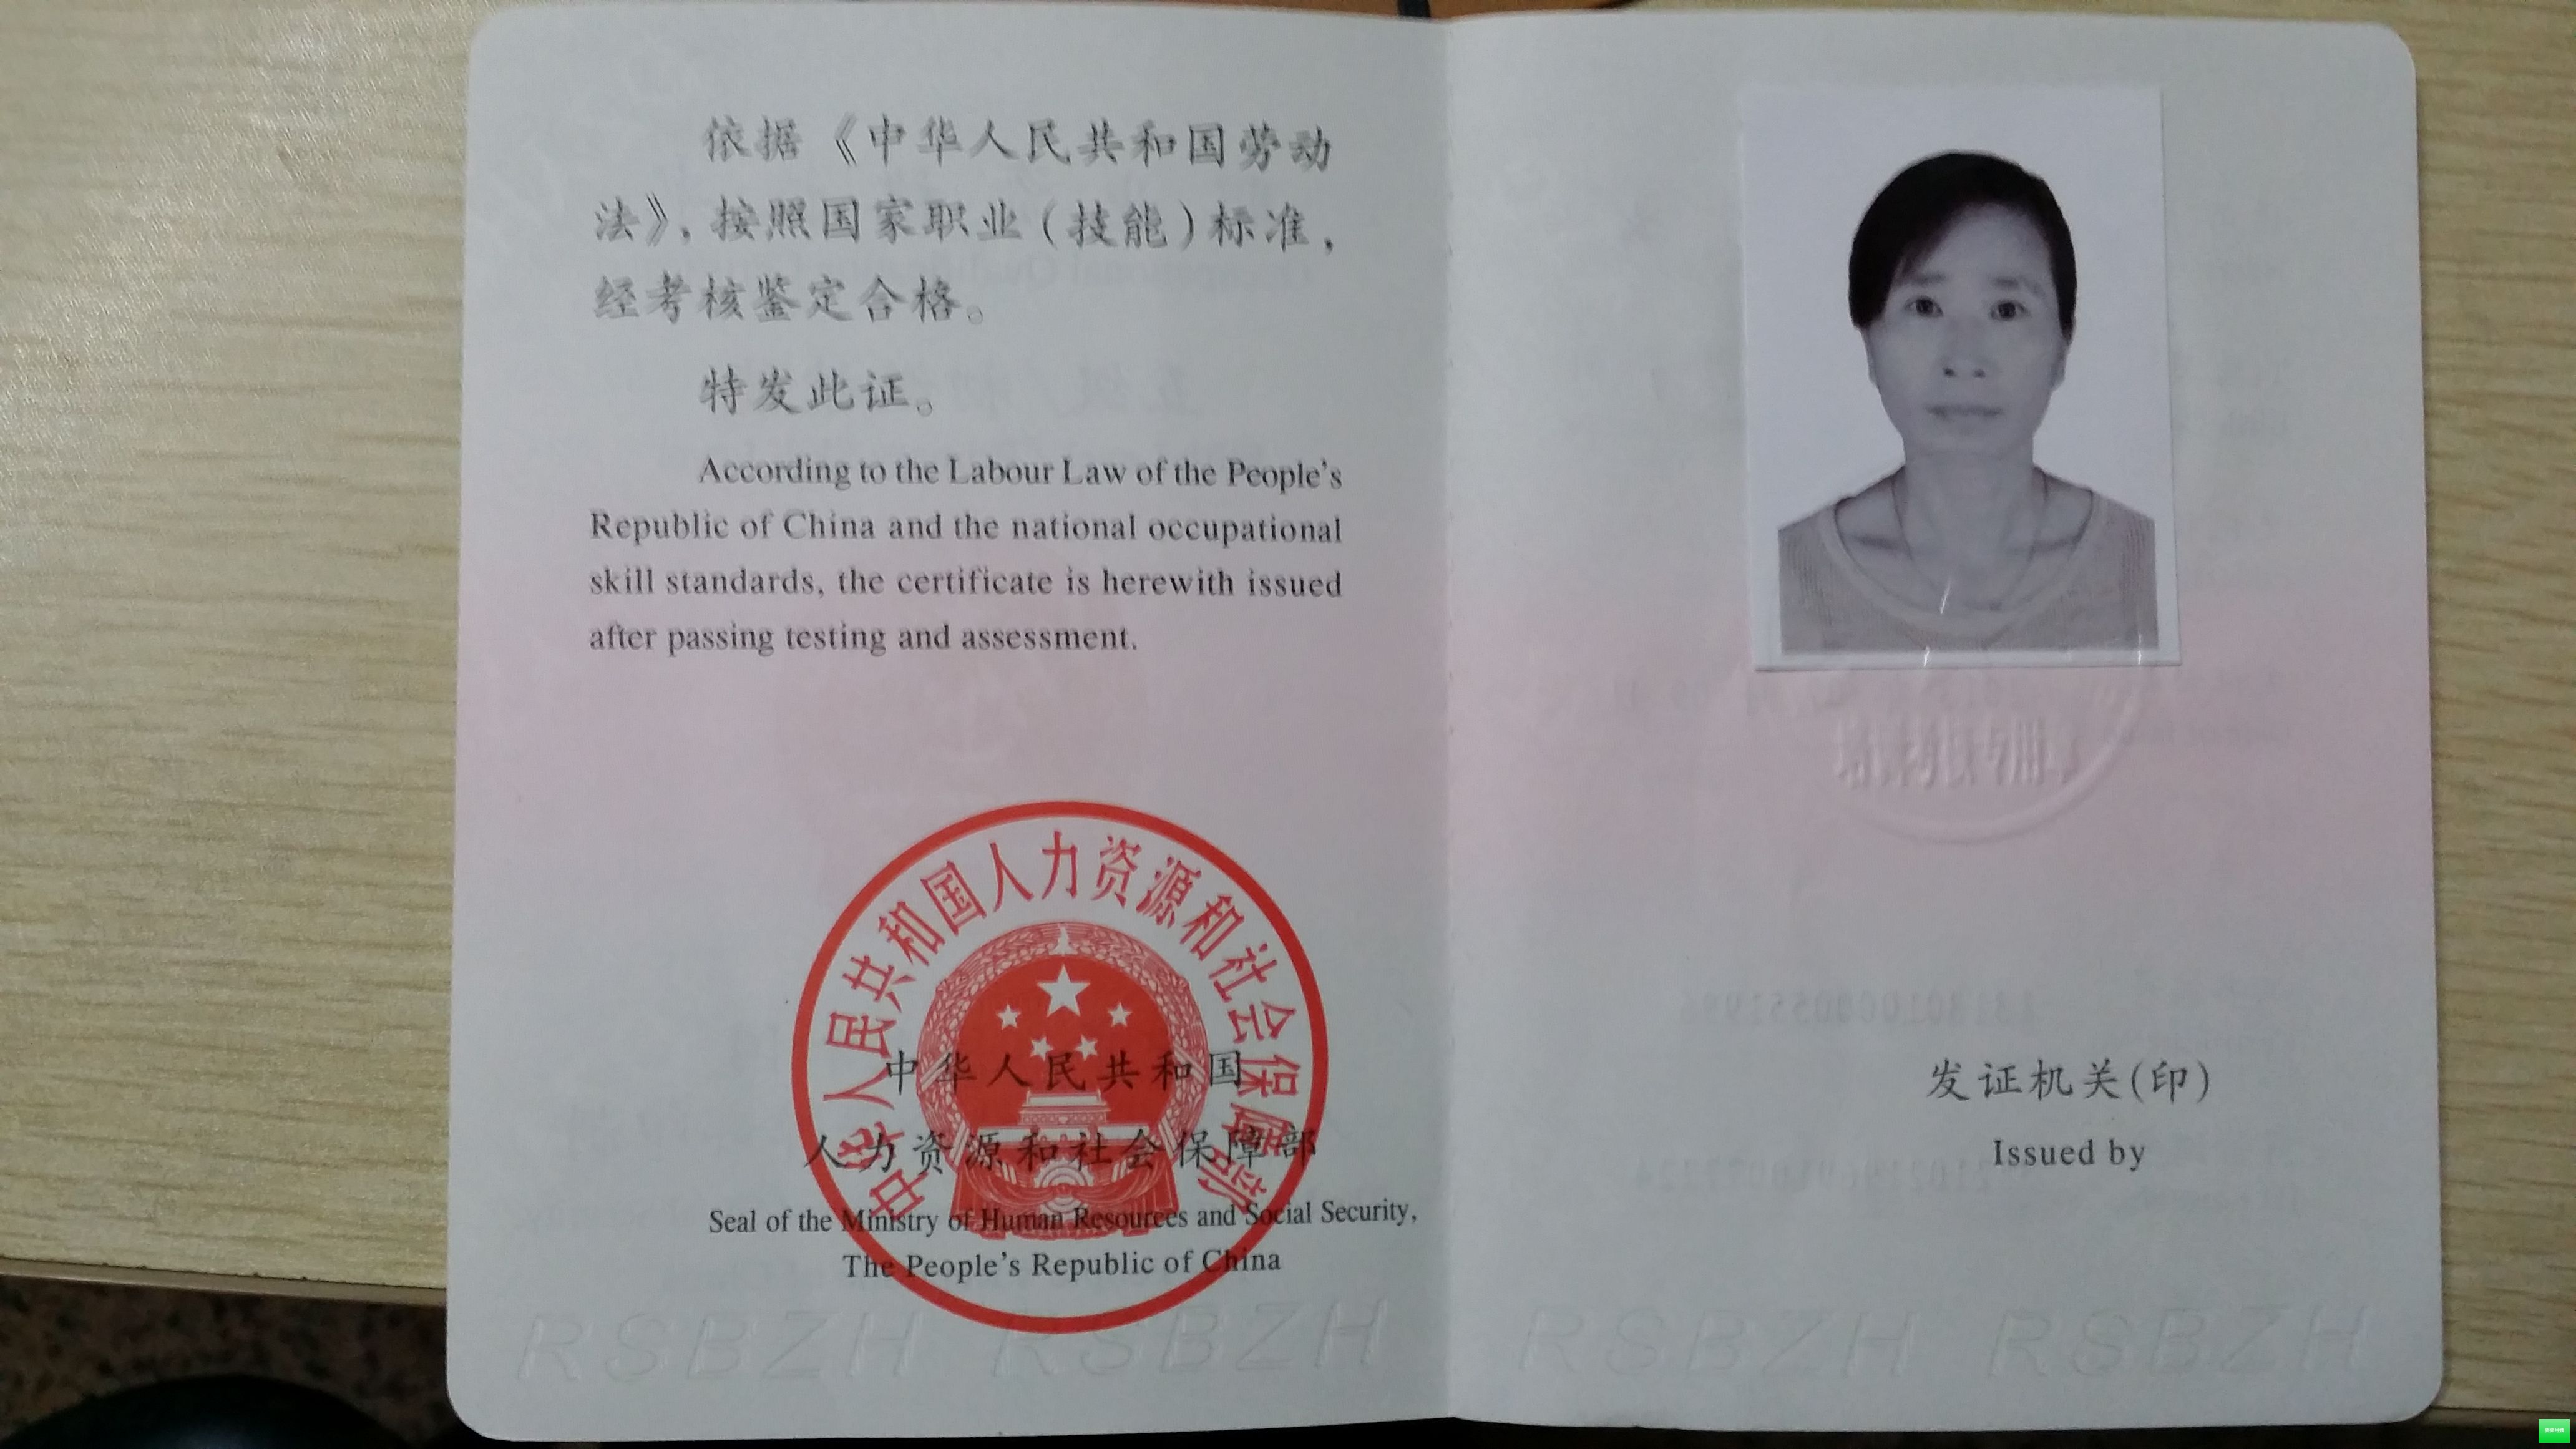 依据《中华人民共和国劳动
法》，按照国家职业（技能）标准，
经考核鉴定合格。
特发此证。
According to the Labour Law of the People's
Republic of China and the national occupational
skill standards, the certificate is herewith issued
after passing testing and assessment.
中华人民共和国人力资源和社会保障部
中华人民共和国
人力资源和社会保障部
Seal of the Ministry of Human Resources and Social Security,
The People's Republic of China
RSBZH RSBZH
发证机关(印)
Issued by
RSBZH RSBZH